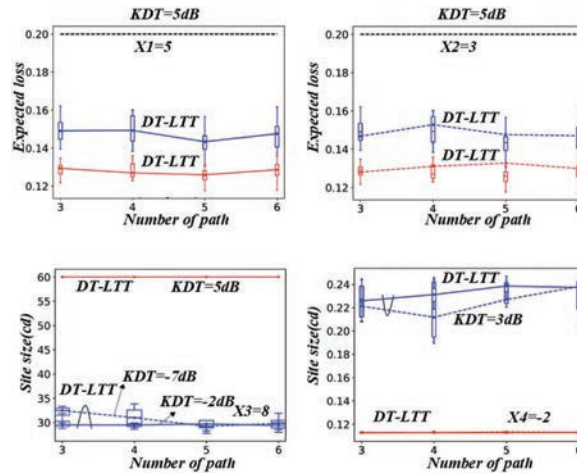 KDT=5dB
KDT=5dB
0.20
X1=5
0.18
0.16
0.14
0.12
Expected loss
DT-LTT
DT-LTT
3 4 5 6
Number of path
0.20
X2=3
0.18
0.16
0.14
0.12
Expected loss
DT-LTT
DT-LTT
3 4 5 6
Number of path
60
55
50
45
40
35
30
Site size(cd)
DT-LTT
KDT=5dB
DT-LTT
KDT=-7dB
KDT=-2dB
X3=8
3 4 5 6
Number of path
0.24
0.22
0.20
0.18
0.16
0.14
0.12
Site size(cd)
DT-LTT
KDT=3dB
DT-LTT
X4=-2
3 4 5 6
Number of path